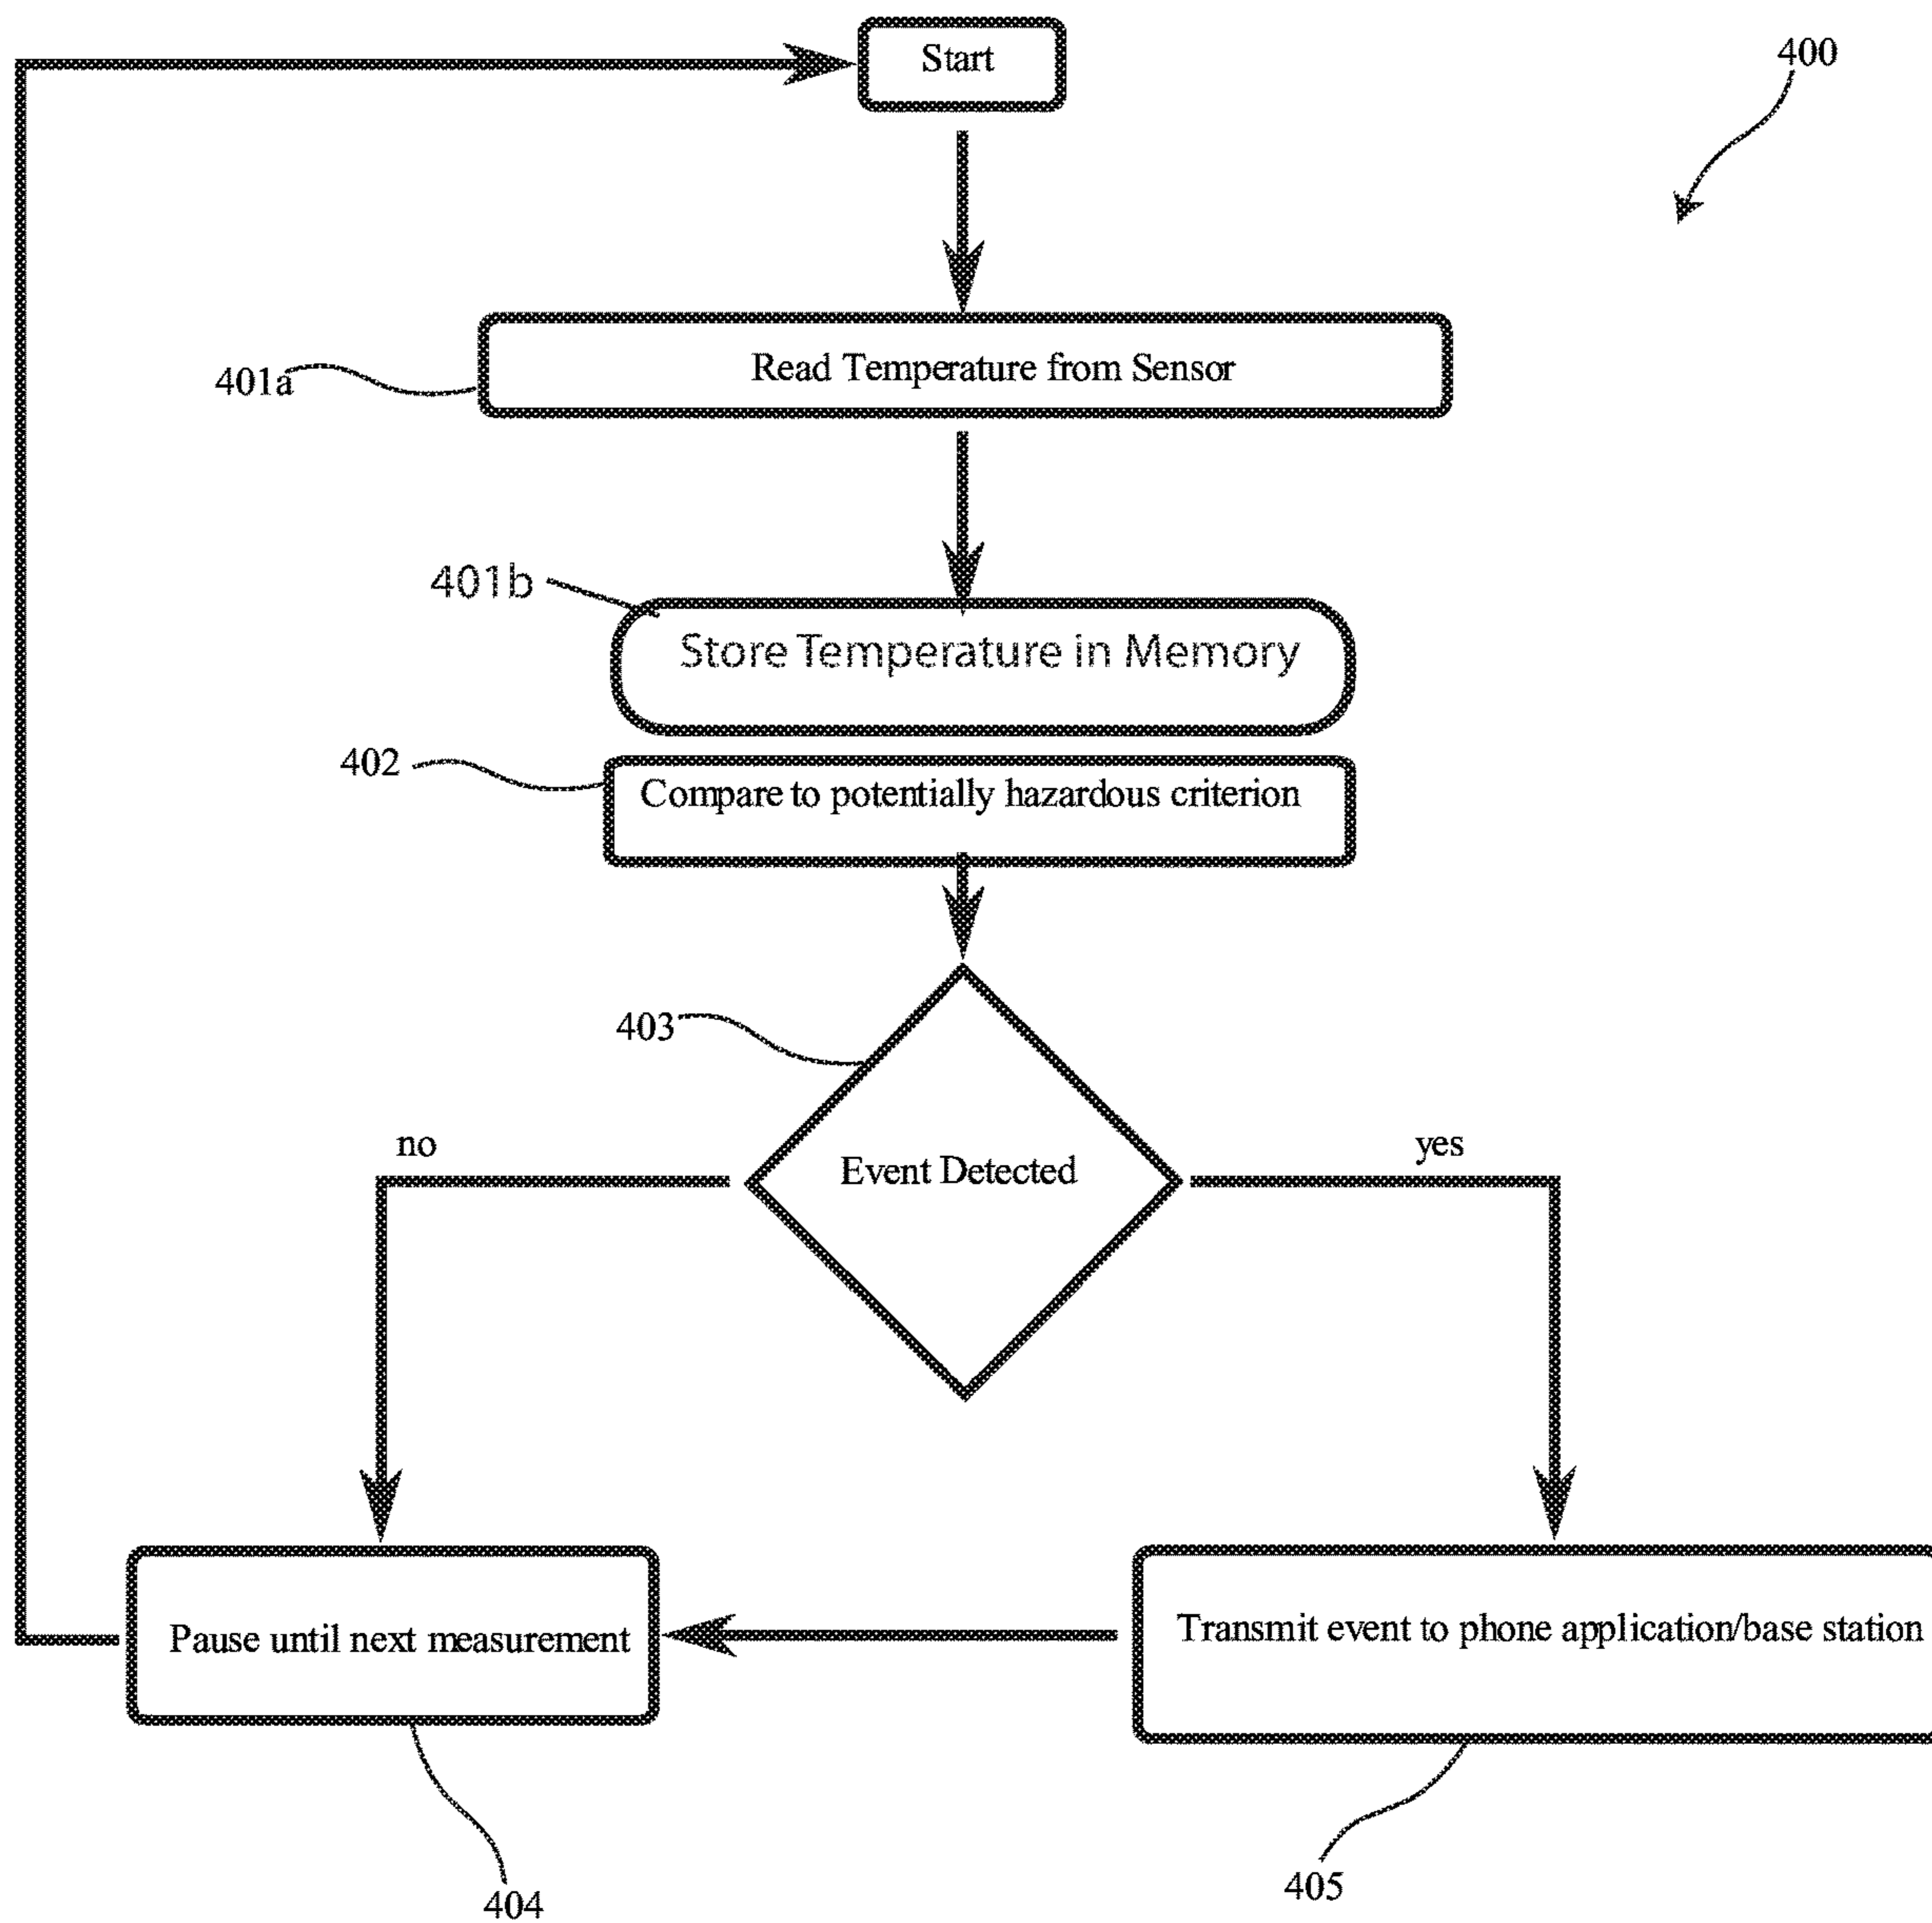 Start
400
Read Temperature from Sensor
401a
401b
Store Temperature in Memory
402
Compare to potentially hazardous criterion
403
no
Event Detected
yes
Pause until next measurement
Transmit event to phone application/base station
404
405